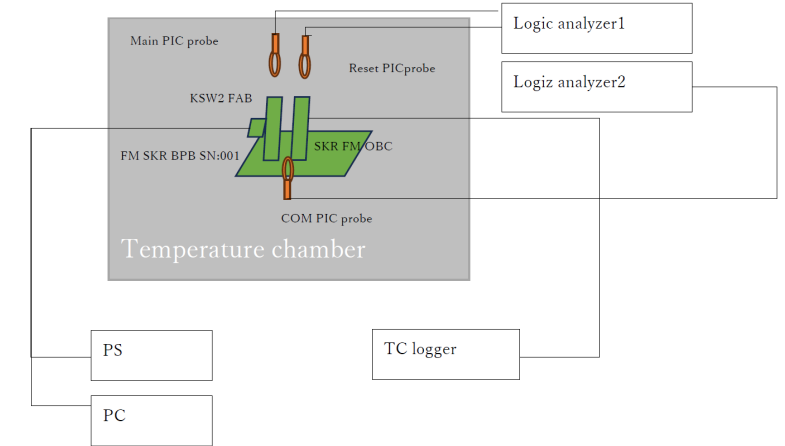 Logic analyzer1
Main PIC probe
Reset PICprobe
Logiz analyzer2
KSW2 FAB
SKR FM OBC
FM SKR BPB SN:001
COM PIC probe
Temperature chamber
PS
TC logger
PC